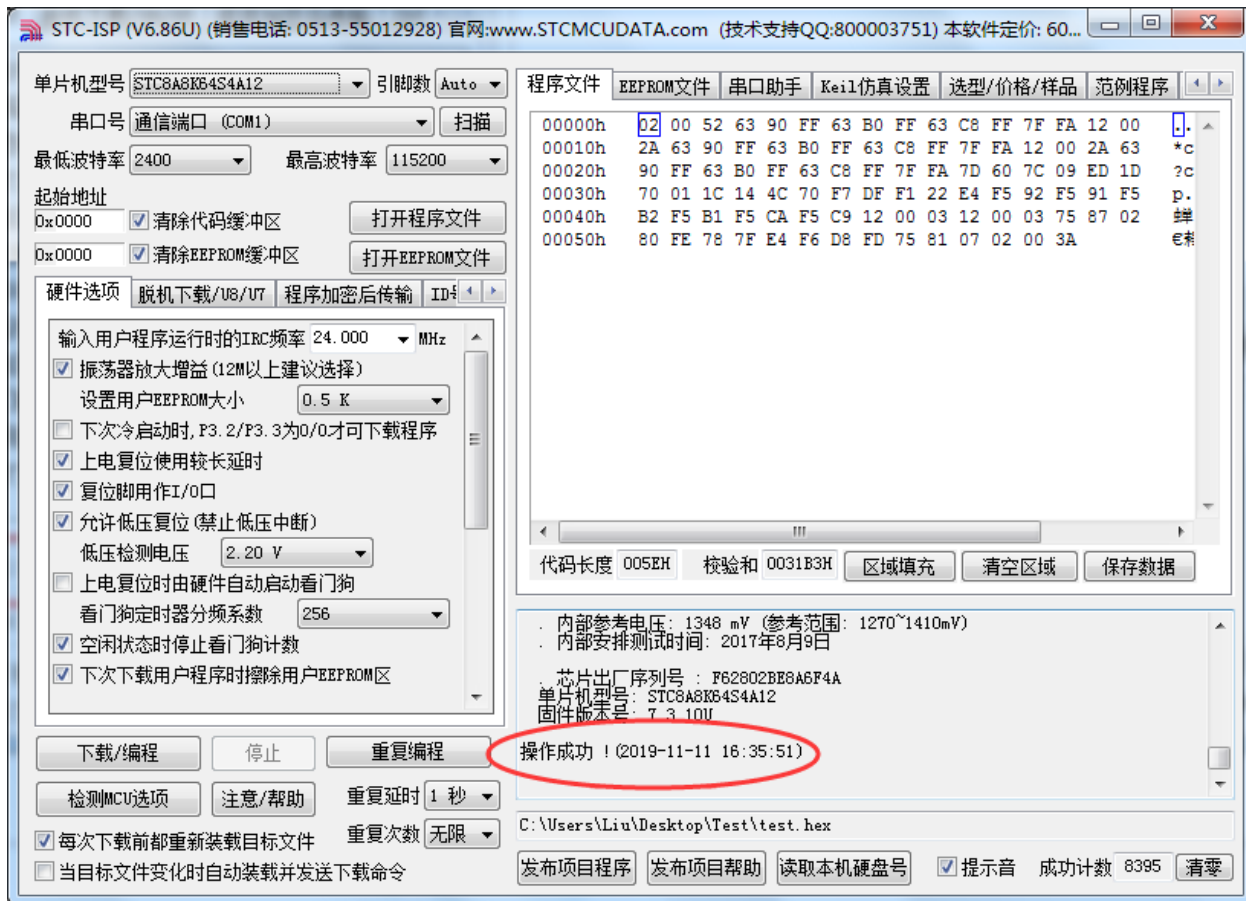 STC-ISP (V6.86U) (销售电话: 0513-55012928) 官网:www.STCMCUDATA.com (技术支持QQ:800003751) 本软件定价: 60...
单片机型号 STC8A8K64S4A12 引脚数 Auto
串口号 通信端口 (COM1) 扫描
最低波特率 2400 最高波特率 115200
起始地址
0x0000 清除代码缓冲区 打开程序文件
0x0000 清除EEPROM缓冲区 打开EEPROM文件
硬件选项 脱机下载/U8/U7 程序加密后传输
输入用户程序运行时的IRC频率 24.000 MHz
振荡器放大增益(12M以上建议选择)
设置用户EEPROM大小 0.5 K
下次冷启动时,P3.2/P3.3为0/0才可下载程序
上电复位使用较长延时
复位脚用作I/O口
允许低压复位(禁止低压中断)
低压检测电压 2.20 V
上电复位时由硬件自动启动看门狗
看门狗定时器分频系数 256
空闲状态时停止看门狗计数
下次下载用户程序时擦除用户EEPROM区
下载/编程 停止 重复编程
检测MCU选项 注意/帮助 重复延时 1 秒
每次下载前都重新装载目标文件 重复次数 无限
当目标文件变化时自动装载并发送下载命令
程序文件 EEPROM文件 串口助手 Keil仿真设置 选型/价格/样品 范例程序
00000h 02 00 52 63 90 FF 63 B0 FF 63 C8 FF 7F FA 12 00 ..
00010h 2A 63 90 FF 63 B0 FF 63 C8 FF 7F FA 12 00 2A 63 *c
00020h 90 FF 63 B0 FF 63 C8 FF 7F FA 7D 60 7C 09 ED 1D ?c
00030h 70 01 1C 14 4C 70 F7 DF F1 22 E4 F5 92 F5 91 F5 p.
00040h B2 F5 B1 F5 CA F5 C9 12 00 03 12 00 03 75 87 02
00050h 80 FE 78 7F E4 F6 D8 FD 75 81 07 02 00 3A
代码长度 005EH 校验和 0031B3H 区域填充 清空区域 保存数据
. 内部参考电压: 1348 mV (参考范围: 1270~1410mV)
. 内部安排测试时间: 2017年8月9日
. 芯片出厂序列号 : F62802BE8A6F4A
单片机型号: STC8A8K64S4A12
固件版本号: 7.3.10U
操作成功 !(2019-11-11 16:35:51)
C:\Users\Liu\Desktop\Test\test.hex
发布项目程序 发布项目帮助 读取本机硬盘号 提示音 成功计数 8395 清零